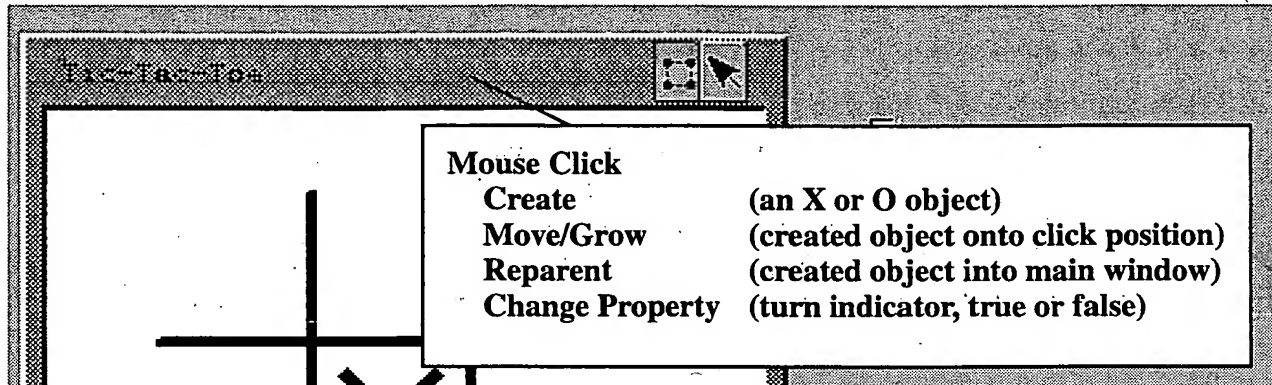 Tic-Tac-Toe
Mouse Click
Create (an X or O object)
Move/Grow (created object onto click position)
Reparent (created object into main window)
Change Property (turn indicator, true or false)